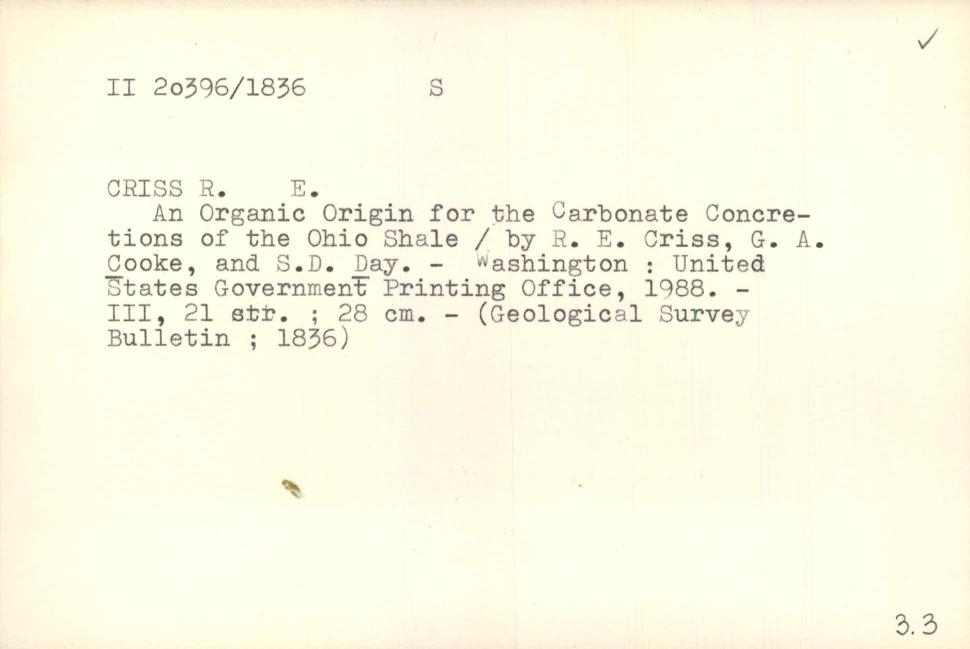 ✓
II 2o396/1836 S
CRISS R. E.
An Organic Origin for the Carbonate Concre-
tions of the Ohio Shale / by R. E. Criss, G. A.
Cooke, and S.D. Day. - Washington : United
States Government Printing Office, 1988. -
III, 21 str. ; 28 cm. - (Geological Survey
Bulletin ; 1836)
3.3